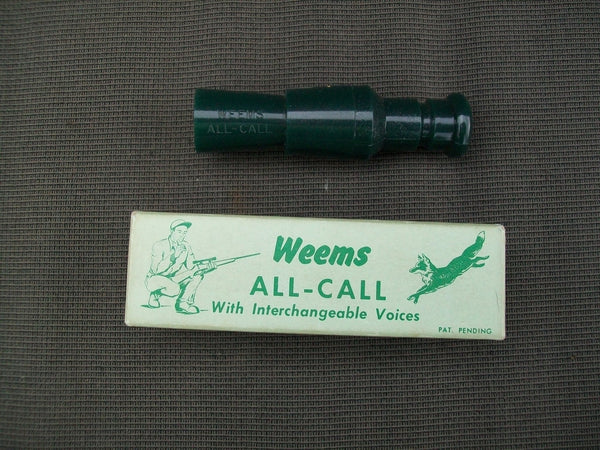 WEEMS
ALL-CALL
Weems
ALL-CALL
With Interchangeable Voices
PAT. PENDING